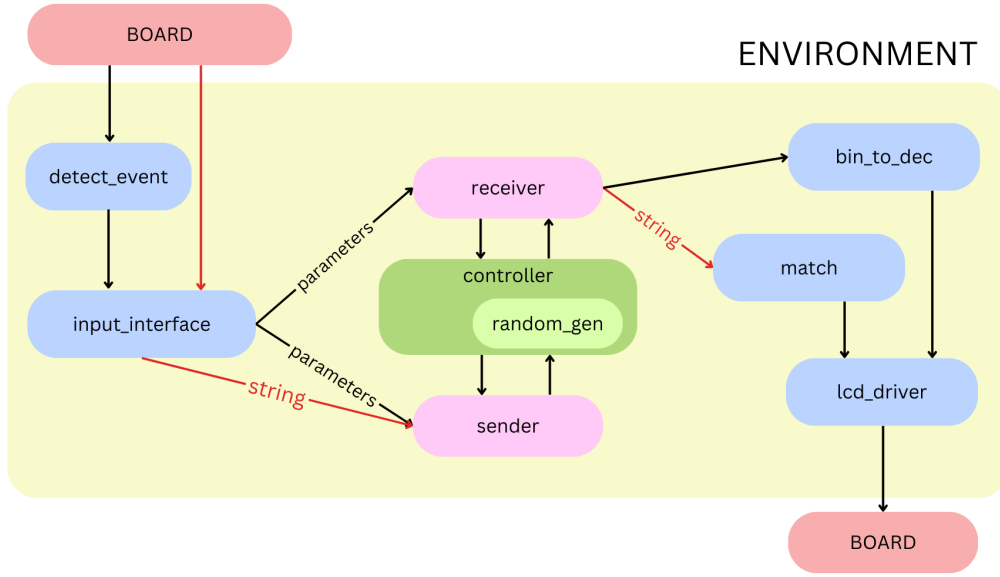 BOARD
ENVIRONMENT
detect_event
bin_to_dec
receiver
parameters
string
match
controller
input_interface
random_gen
parameters
string
lcd_driver
sender
BOARD